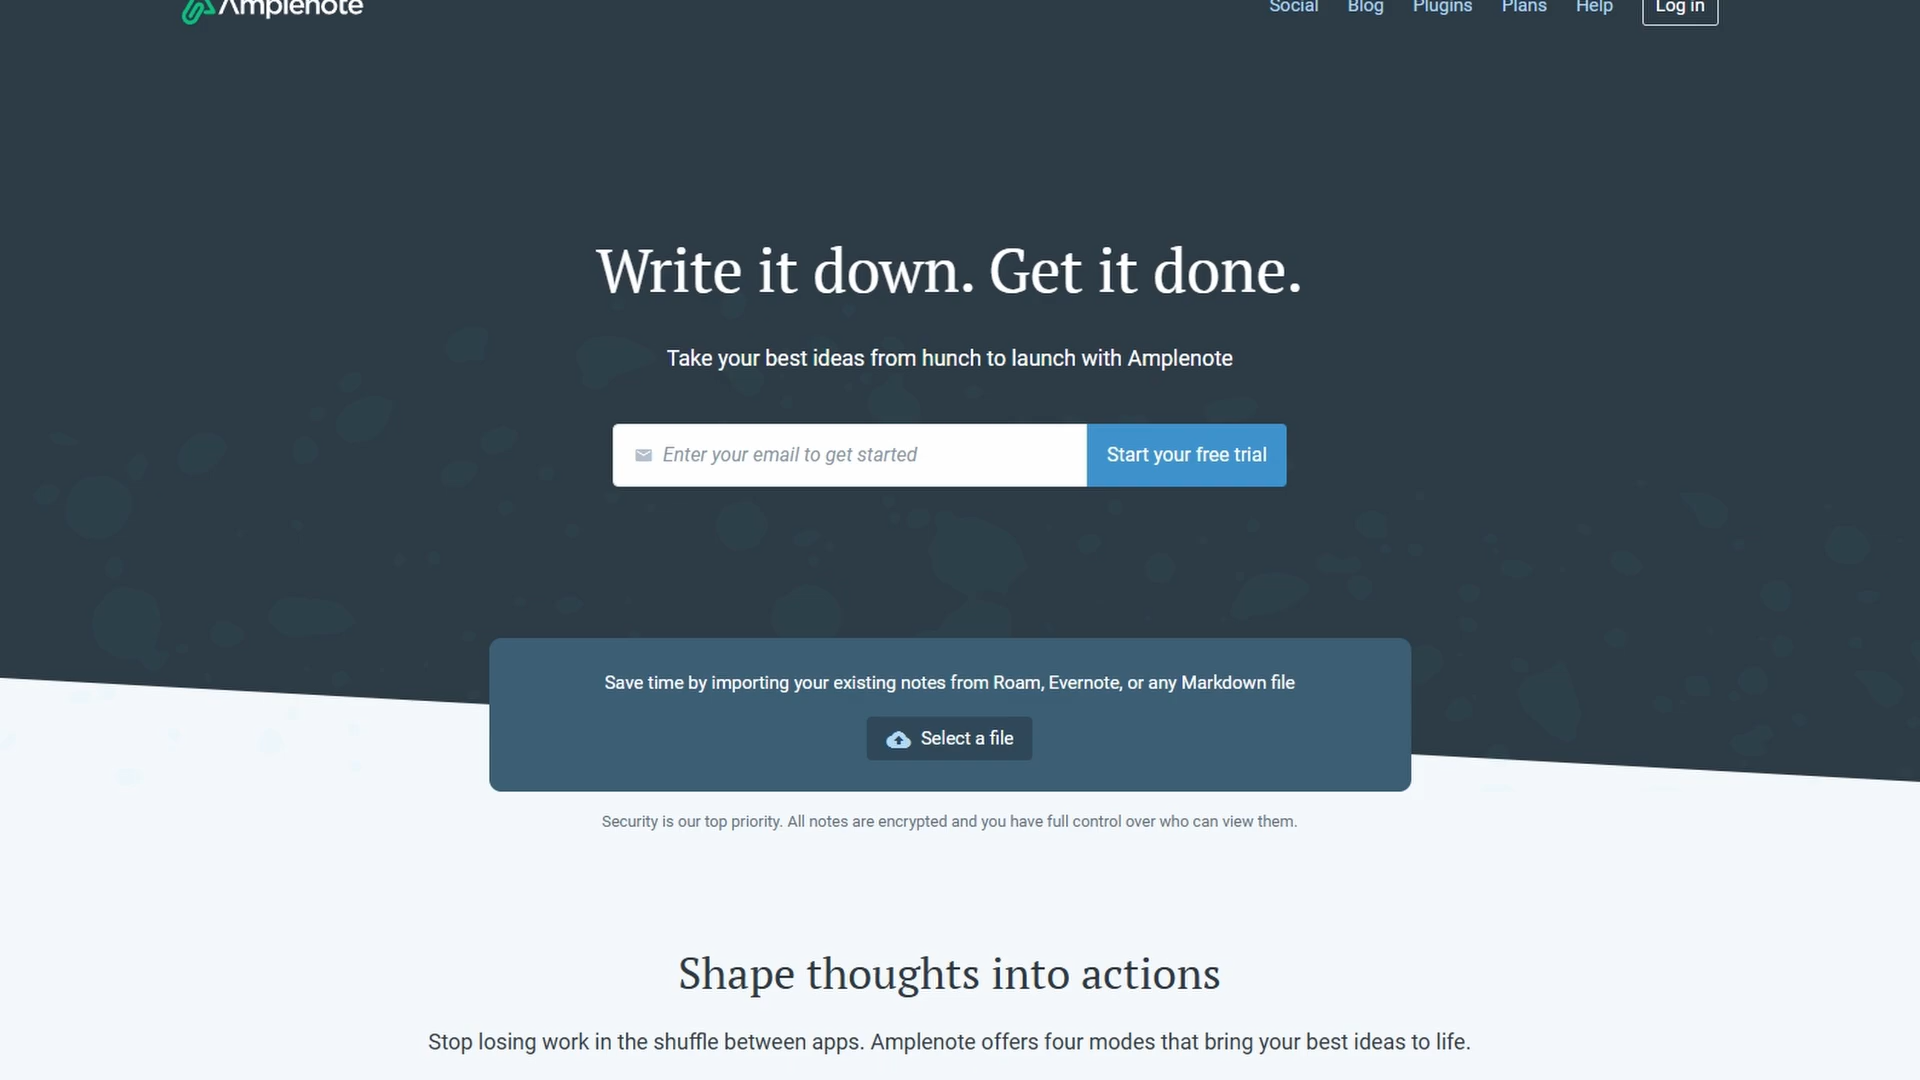 Amplenote
Social Blog Plugins Plans Help Log in
Write it down. Get it done.
Take your best ideas from hunch to launch with Amplenote
Enter your email to get started
Start your free trial
Save time by importing your existing notes from Roam, Evernote, or any Markdown file
Select a file
Security is our top priority. All notes are encrypted and you have full control over who can view them.
Shape thoughts into actions
Stop losing work in the shuffle between apps. Amplenote offers four modes that bring your best ideas to life.